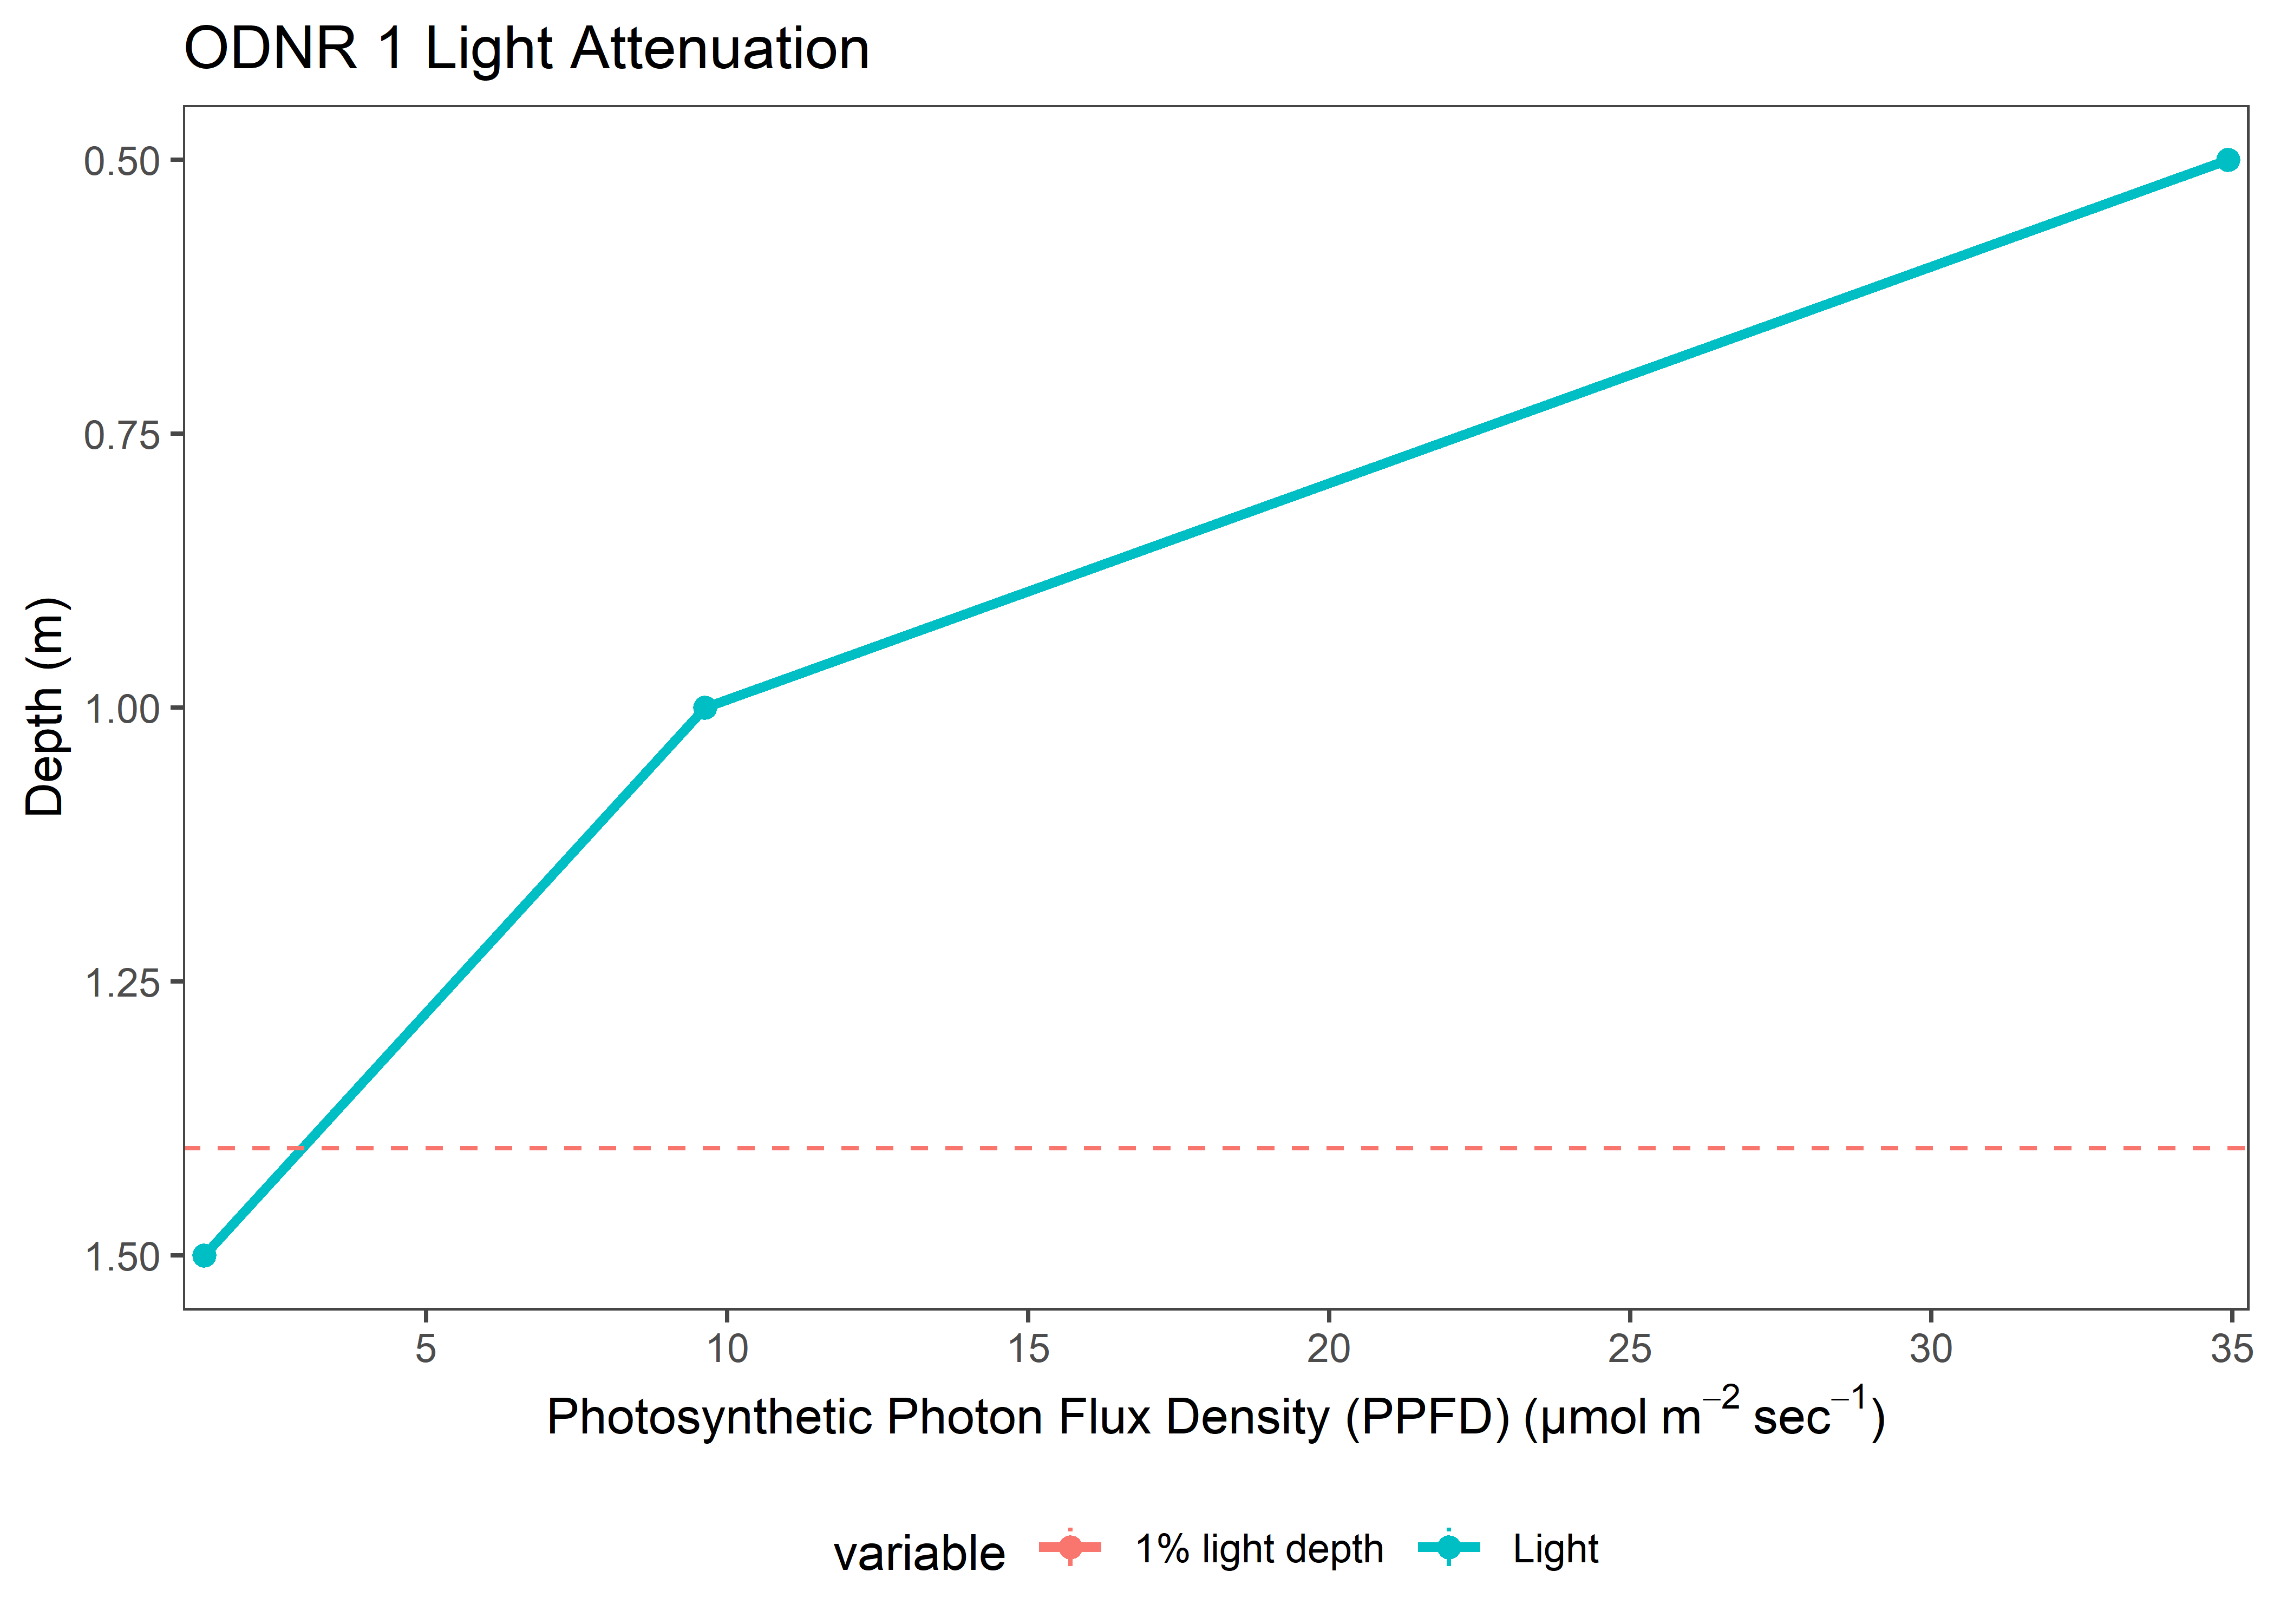 ODNR 1 Light Attenuation
0.50
0.75
1.00
1.25
1.50
Depth (m)
5 10 15 20 25 30 35
Photosynthetic Photon Flux Density (PPFD) (μmol m⁻² sec⁻¹)
variable 1% light depth Light